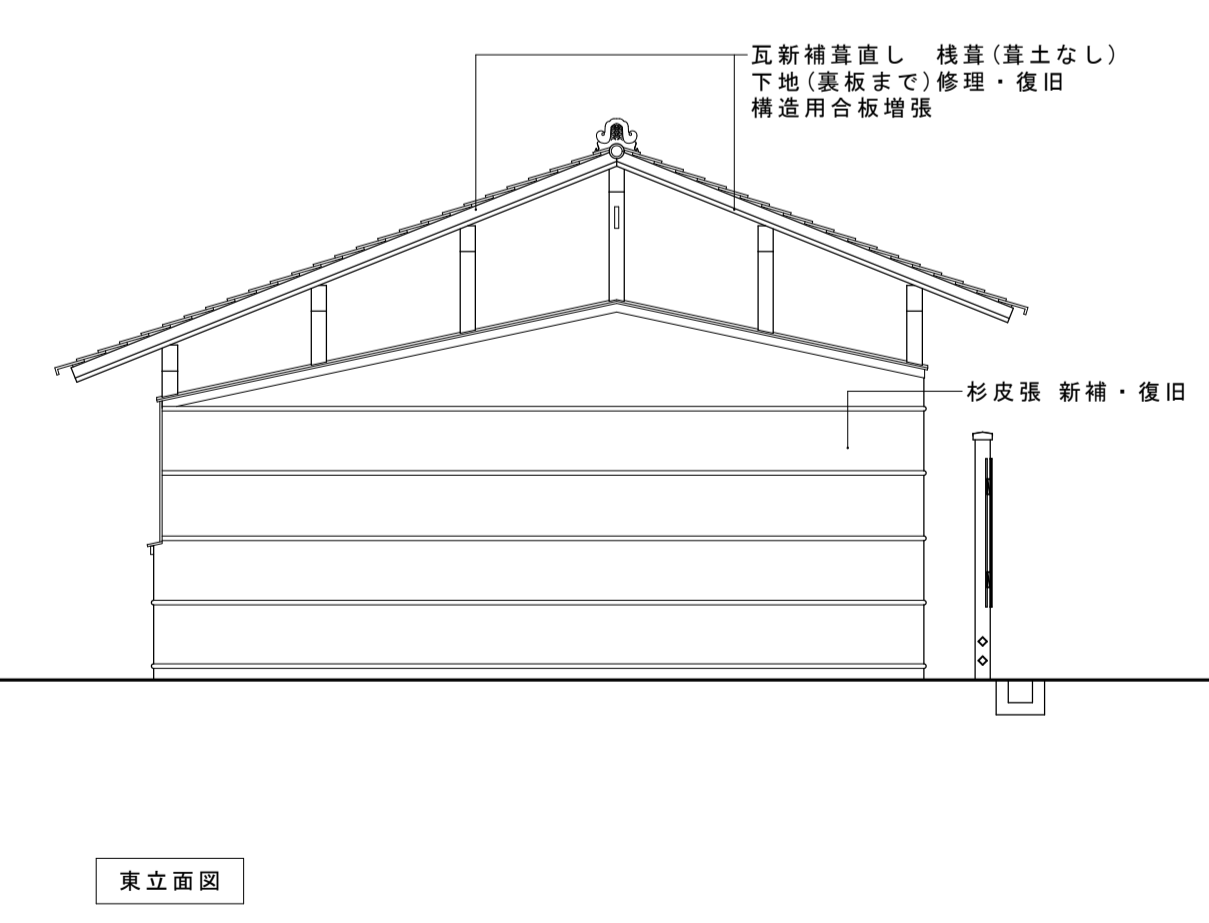 瓦新補葺直し　桟葺(葺土なし)
下地(裏板まで)修理・復旧
構造用合板増張
杉皮張 新補・復旧
東立面図